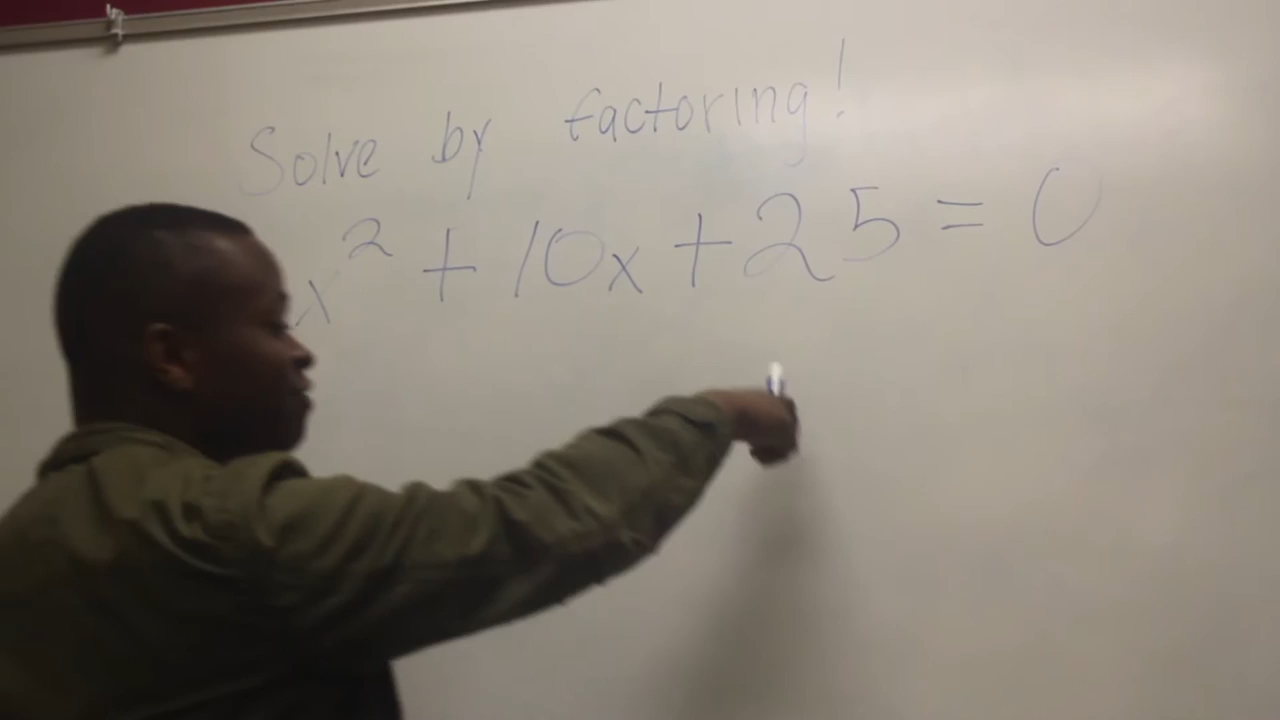 Solve by factoring!
x² + 10x + 25 = 0